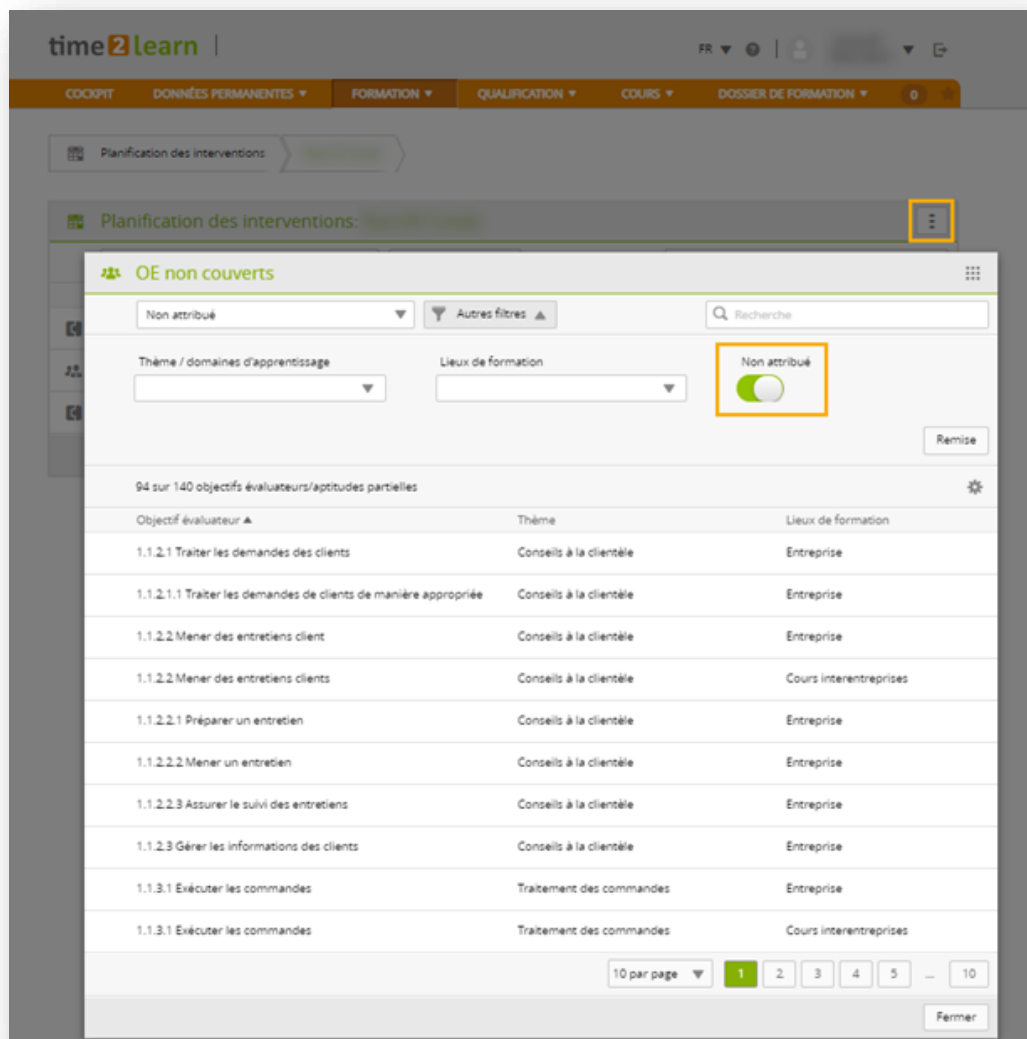 time2learn
FR
COCKPIT DONNÉES PERMANENTES FORMATION QUALIFICATION COURS DOSSIER DE FORMATION 0
Planification des interventions
Planification des interventions:
OE non couverts
Non attribué Autres filtres Recherche
Thème / domaines d'apprentissage Lieux de formation Non attribué
Remise
94 sur 140 objectifs évaluateurs/aptitudes partielles
Objectif évaluateur Thème Lieux de formation
1.1.2.1 Traiter les demandes des clients Conseils à la clientèle Entreprise
1.1.2.1.1 Traiter les demandes de clients de manière appropriée Conseils à la clientèle Entreprise
1.1.2.2 Mener des entretiens client Conseils à la clientèle Entreprise
1.1.2.2 Mener des entretiens clients Conseils à la clientèle Cours interentreprises
1.1.2.2.1 Préparer un entretien Conseils à la clientèle Entreprise
1.1.2.2.2 Mener un entretien Conseils à la clientèle Entreprise
1.1.2.2.3 Assurer le suivi des entretiens Conseils à la clientèle Entreprise
1.1.2.3 Gérer les informations des clients Conseils à la clientèle Entreprise
1.1.3.1 Exécuter les commandes Traitement des commandes Entreprise
1.1.3.1 Exécuter les commandes Traitement des commandes Cours interentreprises
10 par page 1 2 3 4 5 ... 10
Fermer